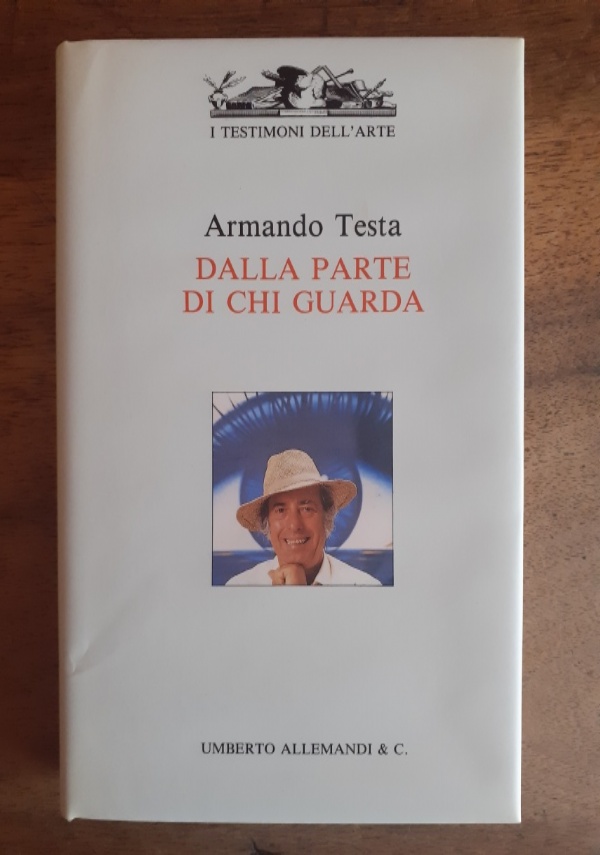 I TESTIMONI DELL'ARTE
Armando Testa
DALLA PARTE
DI CHI GUARDA
UMBERTO ALLEMANDI & C.